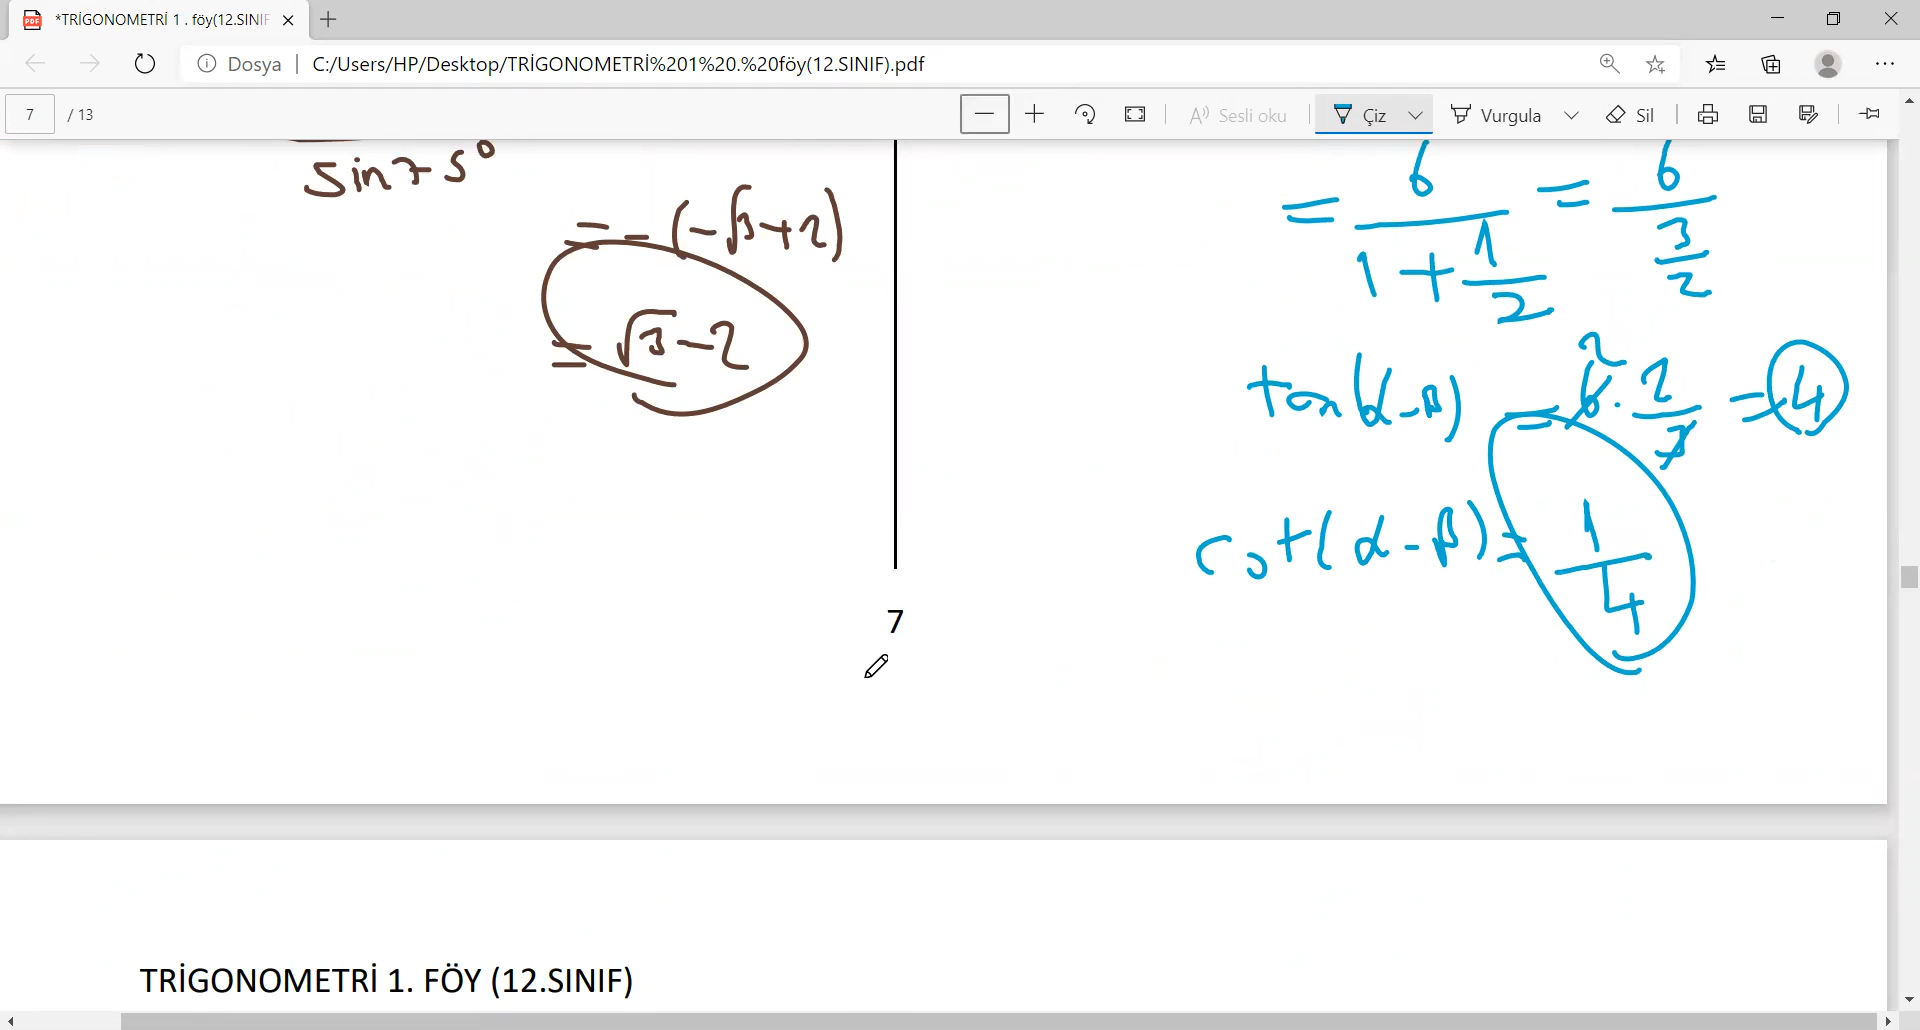 *TRİGONOMETRİ 1 . föy(12.SINIF
Dosya | C:/Users/HP/Desktop/TRİGONOMETRİ%201%20.%20föy(12.SINIF).pdf
7 / 13
Sesli oku
Çiz
Vurgula
Sil
sin75°
= - (-√3+2)
= √3-2
= 6/(1+1/2) = 6/(3/2)
tan(α-β) = 6 2 . 2/3 = 4
cot(α-β) = 1/4
7
TRİGONOMETRİ 1. FÖY (12.SINIF)